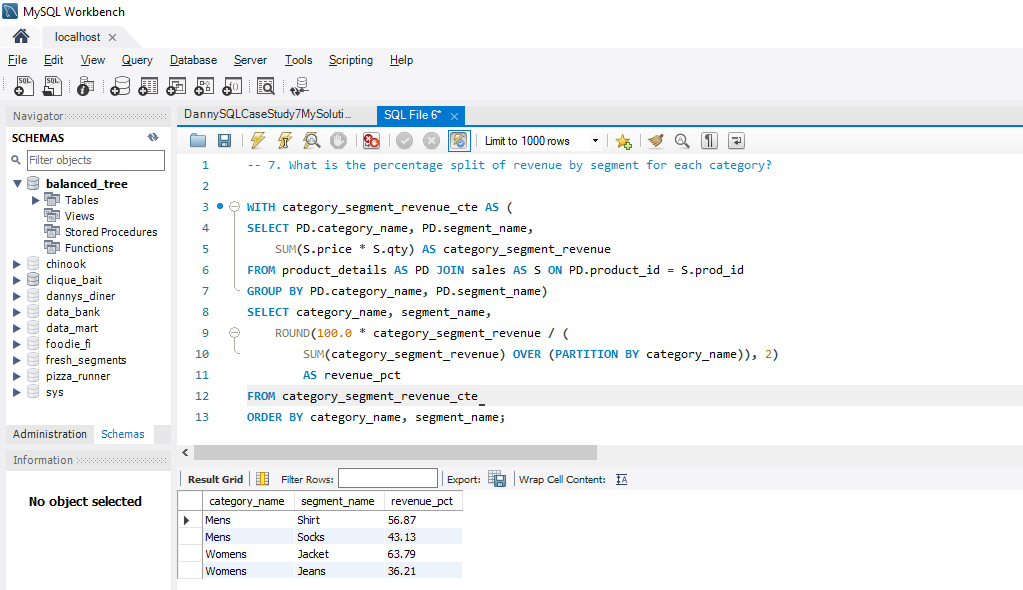 MySQL Workbench
localhost
File Edit View Query Database Server Tools Scripting Help
Navigator
SCHEMAS
Filter objects
balanced_tree
Tables
Views
Stored Procedures
Functions
chinook
clique_bait
dannys_diner
data_bank
data_mart
foodie_fi
fresh_segments
pizza_runner
sys
Administration Schemas
Information
No object selected
DannySQLCaseStudy7MySoluti... SQL File 6*
Limit to 1000 rows
1 -- 7. What is the percentage split of revenue by segment for each category?
2
3 WITH category_segment_revenue_cte AS (
4 SELECT PD.category_name, PD.segment_name,
5 SUM(S.price * S.qty) AS category_segment_revenue
6 FROM product_details AS PD JOIN sales AS S ON PD.product_id = S.prod_id
7 GROUP BY PD.category_name, PD.segment_name)
8 SELECT category_name, segment_name,
9 ROUND(100.0 * category_segment_revenue / (
10 SUM(category_segment_revenue) OVER (PARTITION BY category_name)), 2)
11 AS revenue_pct
12 FROM category_segment_revenue_cte
13 ORDER BY category_name, segment_name;
Result Grid Filter Rows: Export: Wrap Cell Content:
category_name segment_name revenue_pct
Mens Shirt 56.87
Mens Socks 43.13
Womens Jacket 63.79
Womens Jeans 36.21